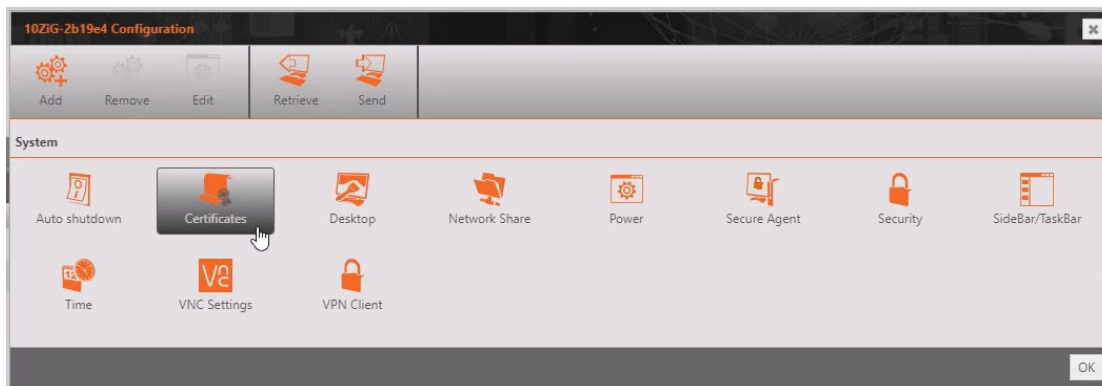 10ZiG-2b19e4 Configuration
Add Remove Edit Retrieve Send
System
Auto shutdown Certificates Desktop Network Share Power Secure Agent Security SideBar/TaskBar
Time VNC Settings VPN Client
OK